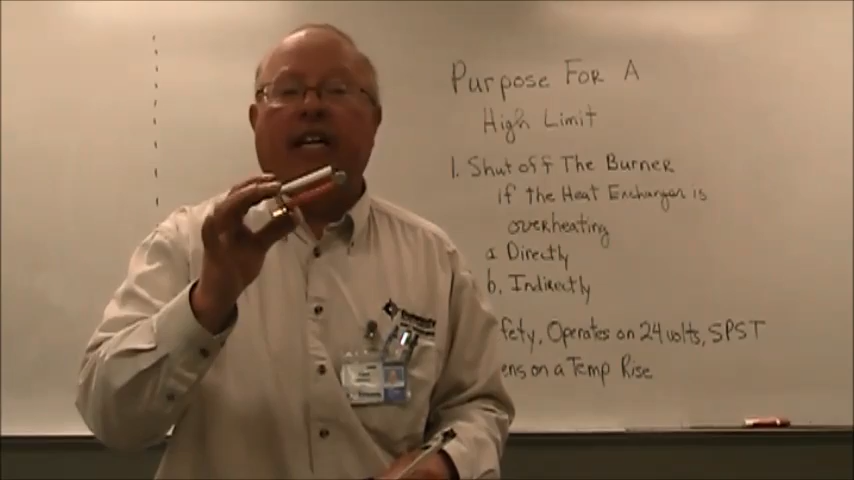 Purpose For A
High Limit
1. Shut off The Burner
if the Heat Exchanger is
overheating
a Directly
b. Indirectly
fety, Operates on 24 volts, SPST
ens on a Temp Rise